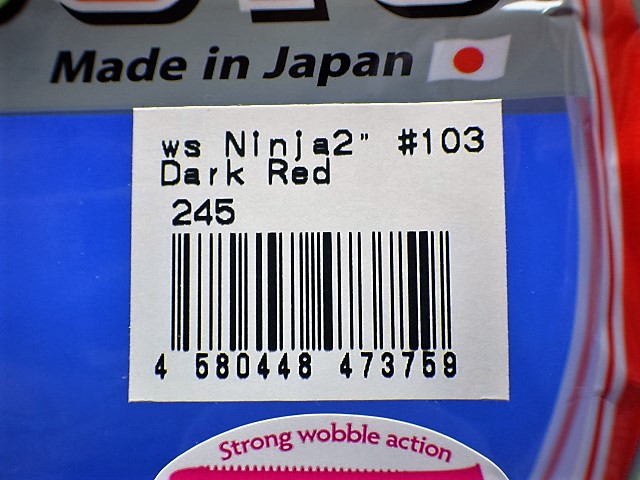 Made in Japan
ws Ninja2" #103
Dark Red
245
4 580448 473759
Strong wobble action